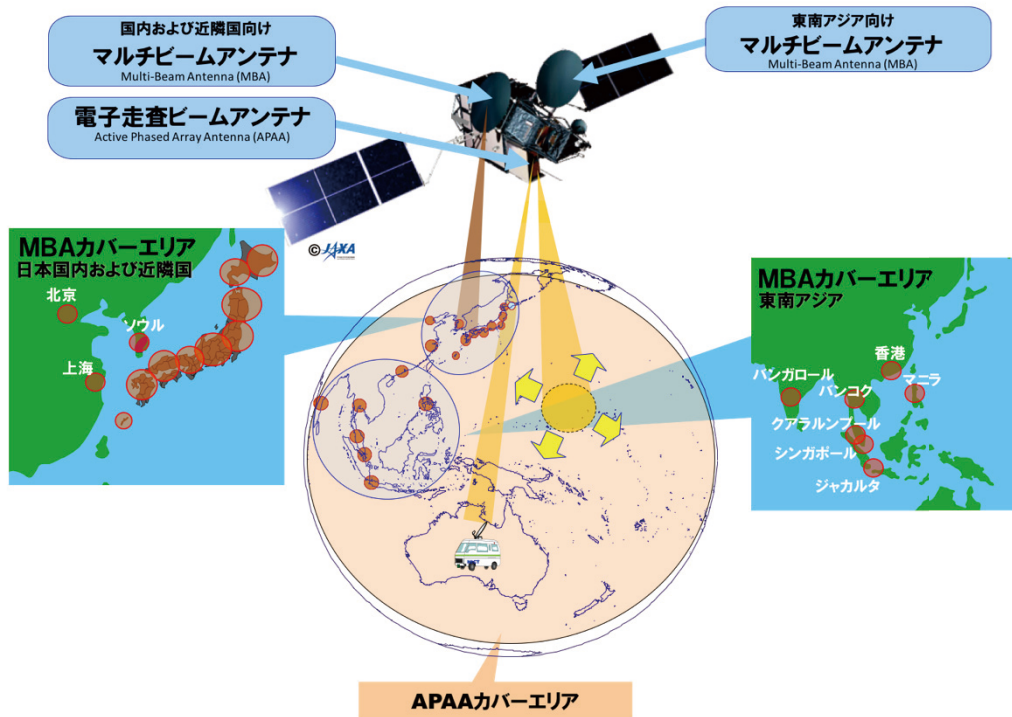 国内および近隣国向け
マルチビームアンテナ
Multi-Beam Antenna (MBA)
東南アジア向け
マルチビームアンテナ
Multi-Beam Antenna (MBA)
電子走査ビームアンテナ
Active Phased Array Antenna (APAA)
© JAXA
MBAカバーエリア
日本国内および近隣国
北京
ソウル
上海
MBAカバーエリア
東南アジア
香港
バンガロール
マニラ
バンコク
クアラルンプール
シンガポール
ジャカルタ
APAAカバーエリア